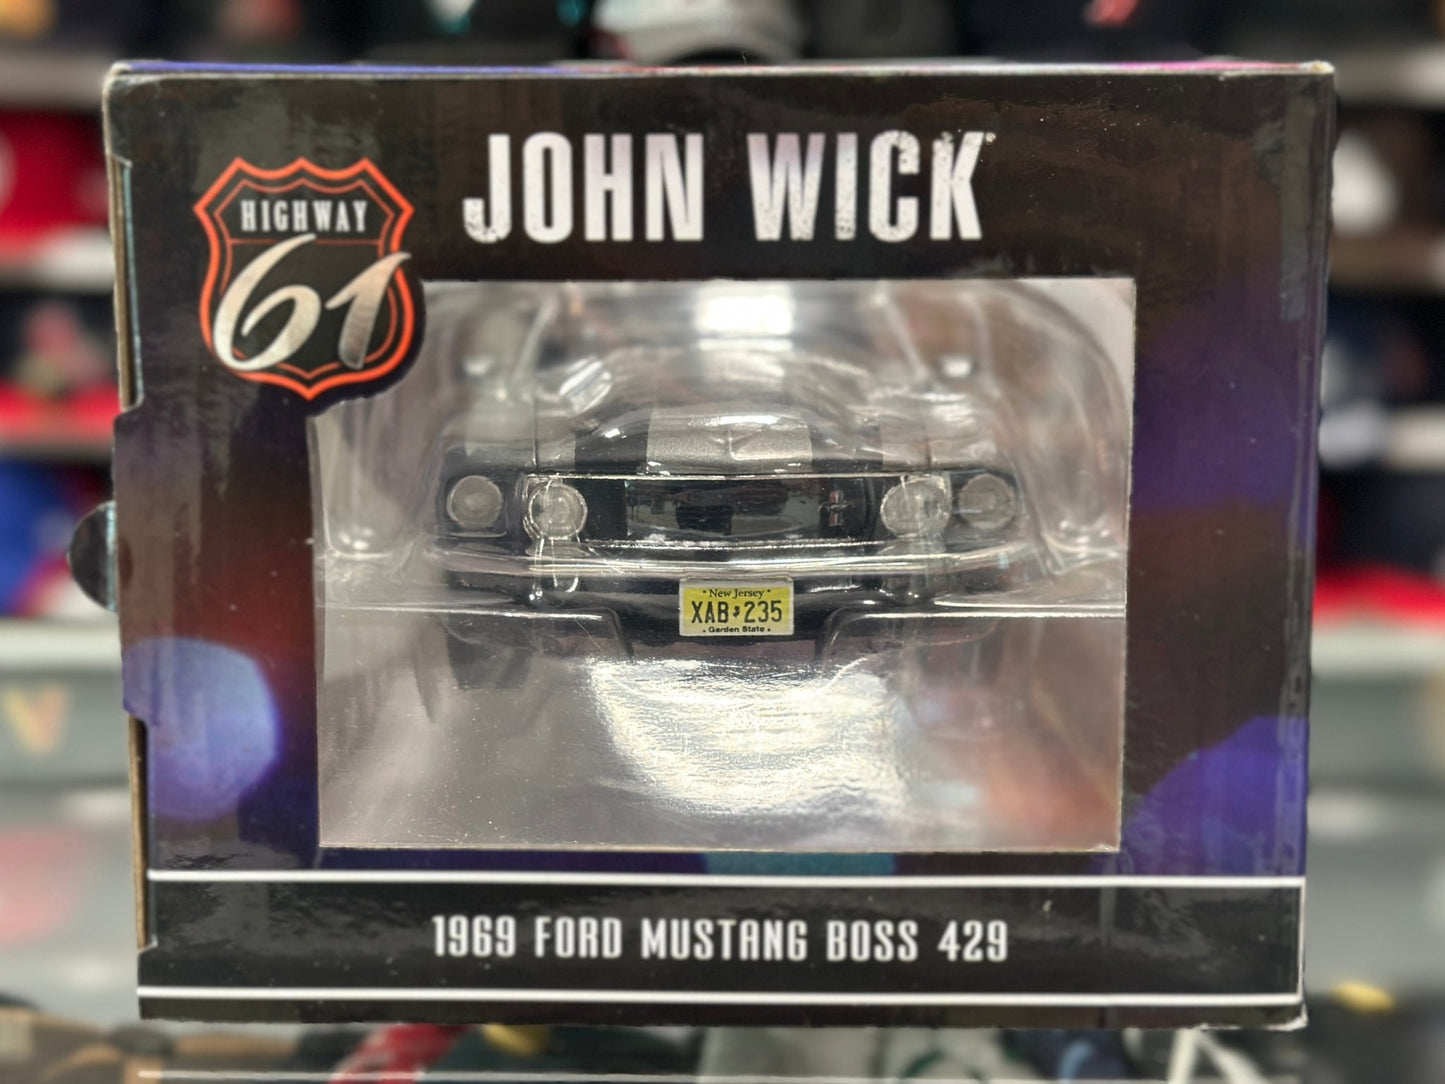 JOHN WICK
HIGHWAY
61
New Jersey
XAB 235
Garden State
1969 FORD MUSTANG BOSS 429